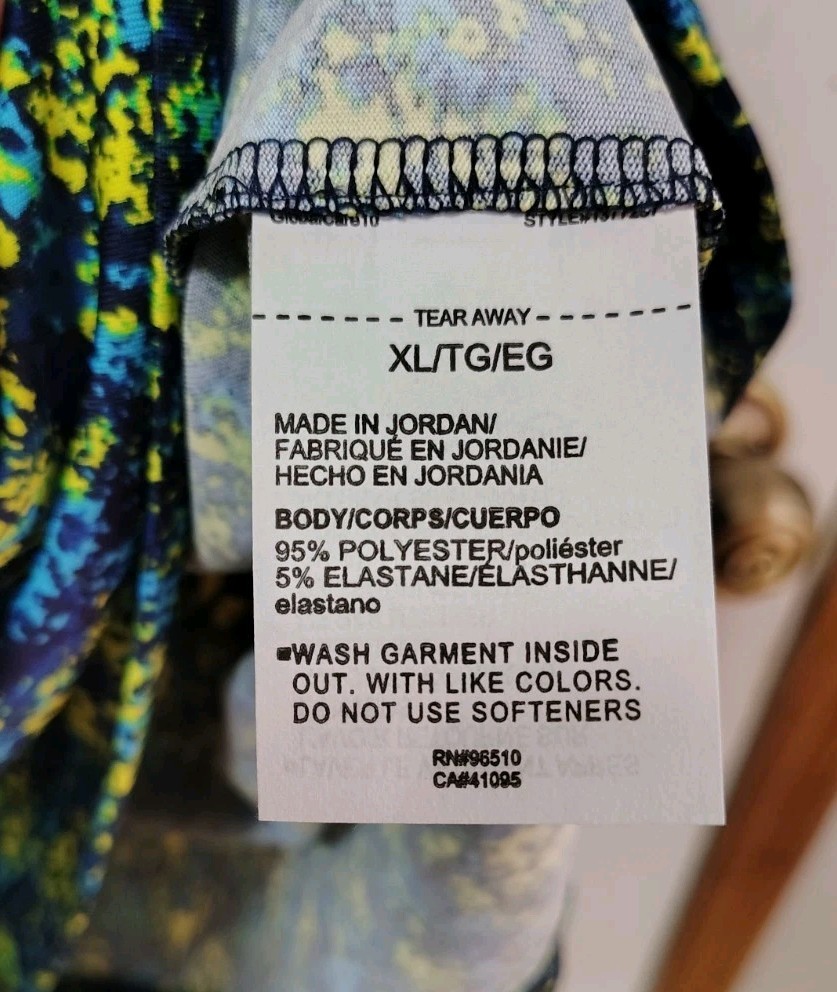 GlobalCare10
TEAR AWAY
XL/TG/EG
MADE IN JORDAN/
FABRIQUÉ EN JORDANIE/
HECHO EN JORDANIA
BODY/CORPS/CUERPO
95% POLYESTER/poliéster
5% ELASTANE/ÉLASTHANNE/
elastano
WASH GARMENT INSIDE
OUT. WITH LIKE COLORS.
DO NOT USE SOFTENERS
RN#96510
CA#41095